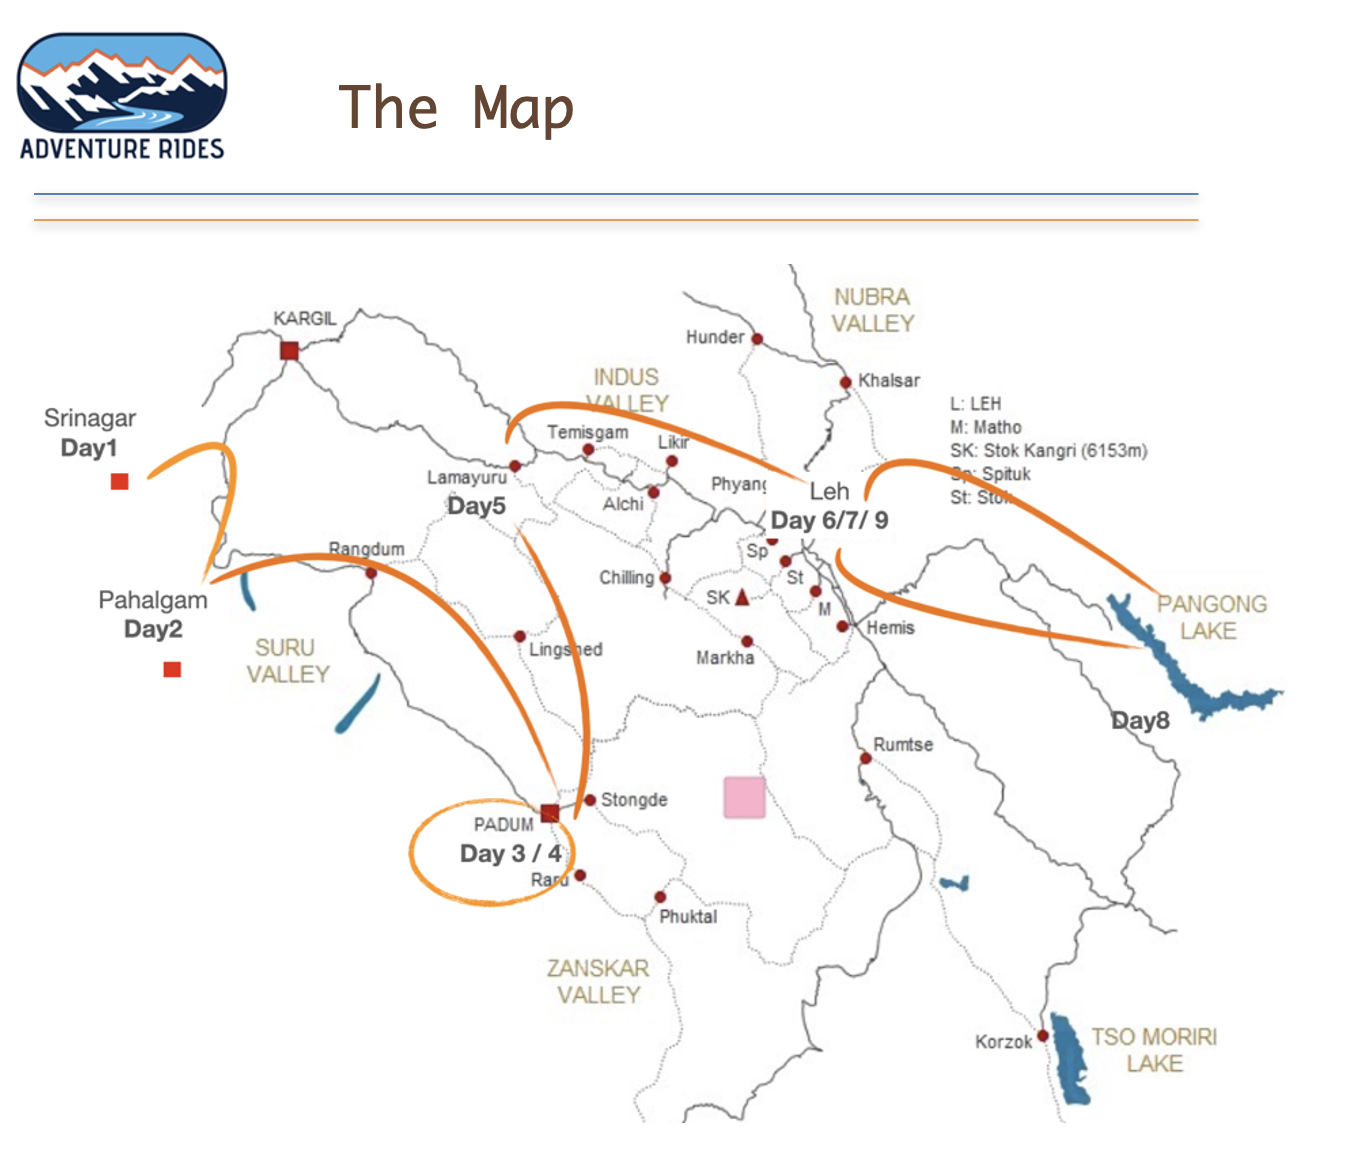 ADVENTURE RIDES
The Map
KARGIL
NUBRA
VALLEY
Hunder
Khalsar
INDUS
VALLEY
L: LEH
M: Matho
SK: Stok Kangri (6153m)
Sp: Spituk
St: Stok
Srinagar
Day1
Temisgam
Likir
Lamayuru
Day5
Alchi
Phyang
Leh
Day 6/7/ 9
Rangdum
Sp
St
Chilling
SK
M
Hemis
Pahalgam
Day2
PANGONG
LAKE
SURU
VALLEY
Lingshed
Markha
Day8
Rumtse
Stongde
PADUM
Day 3 / 4
Raru
Phuktal
ZANSKAR
VALLEY
Korzok
TSO MORIRI
LAKE